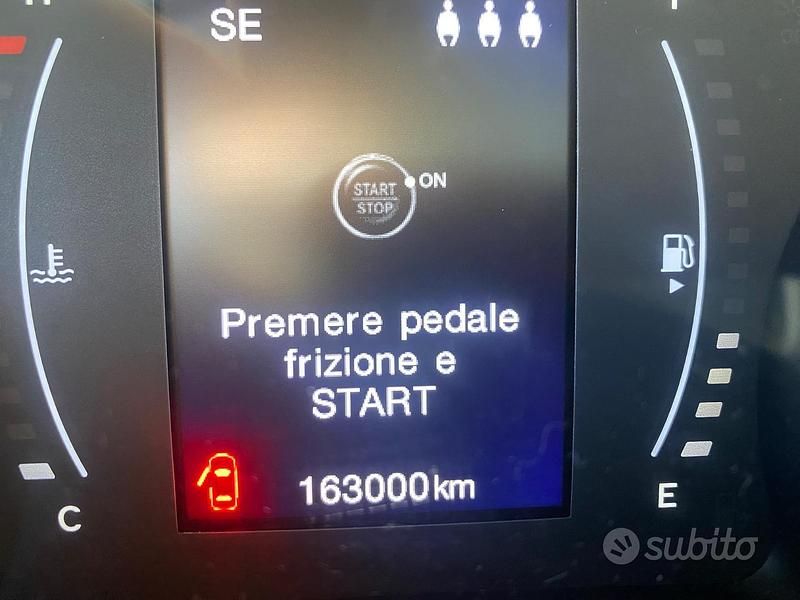 SE
START
STOP
ON
Premere pedale
frizione e
START
163000km
C
E
subito